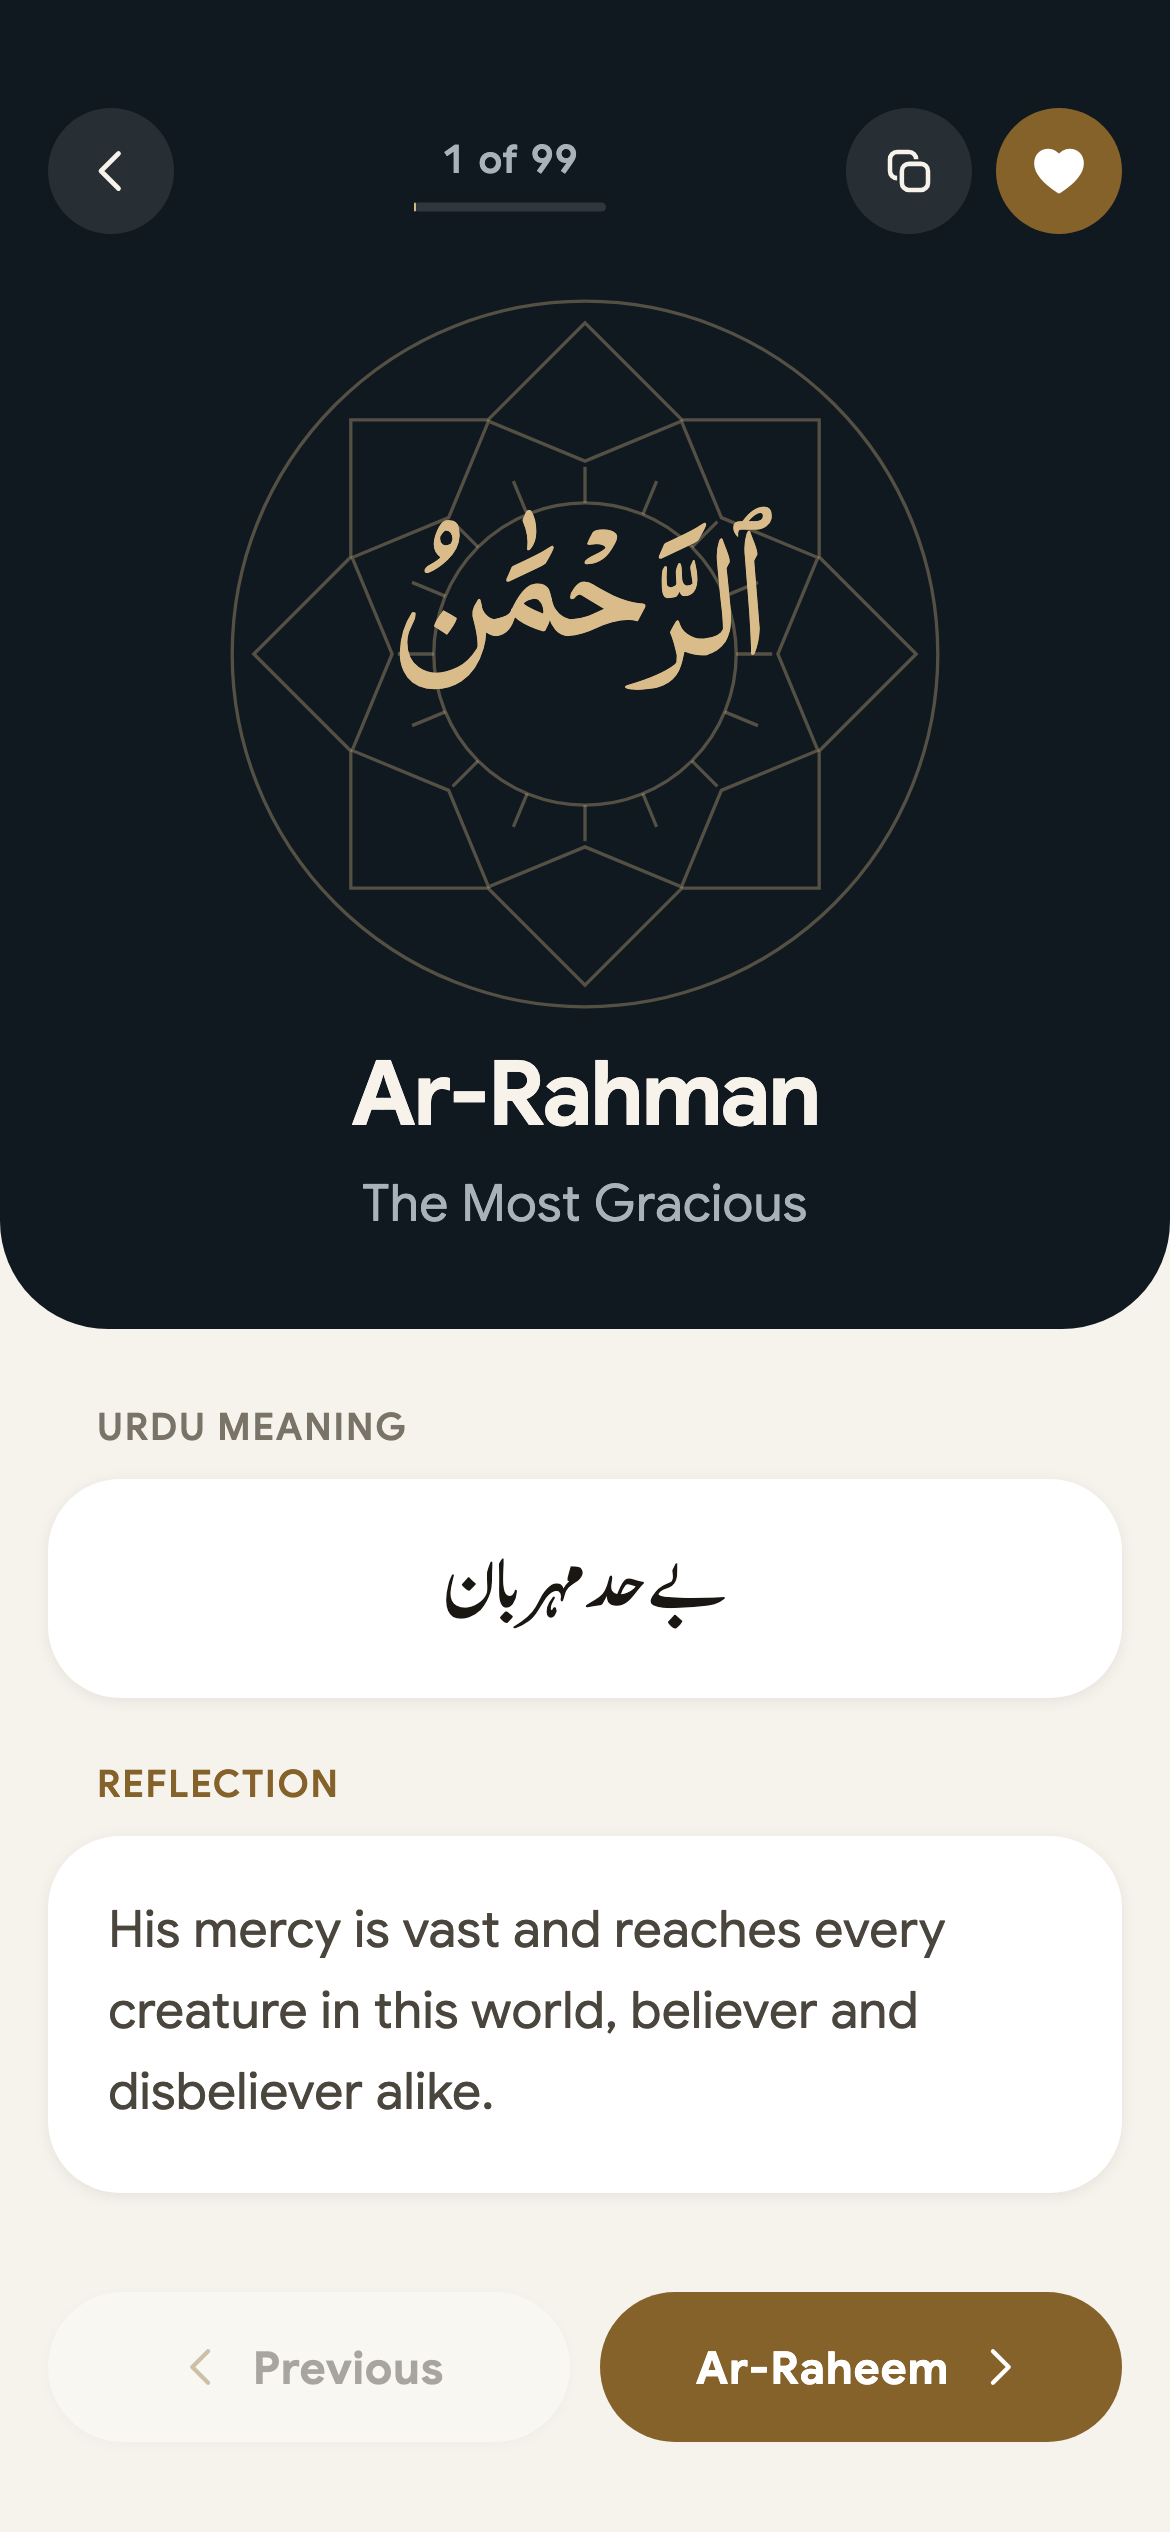 1 of 99
ٱلرَّحْمَٰنُ
Ar-Rahman
The Most Gracious
URDU MEANING
بے حد مہربان
REFLECTION
His mercy is vast and reaches every
creature in this world, believer and
disbeliever alike.
Previous
Ar-Raheem